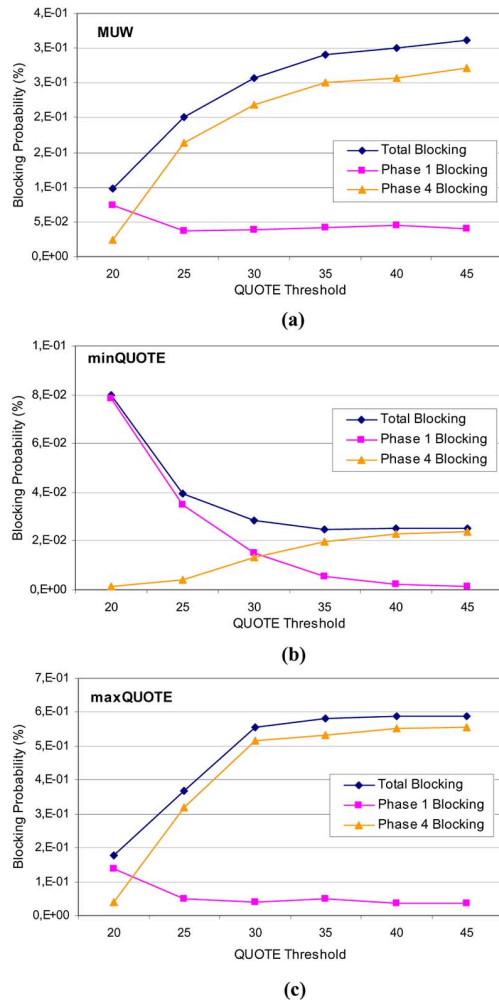 MUW
4,E-01
3,E-01
3,E-01
2,E-01
2,E-01
1,E-01
5,E-02
0,E+00
Blocking Probability (%)
Total Blocking
Phase 1 Blocking
Phase 4 Blocking
20 25 30 35 40 45
QUOTE Threshold
(a)
minQUOTE
1,E-01
8,E-02
6,E-02
4,E-02
2,E-02
0,E+00
Blocking Probability (%)
Total Blocking
Phase 1 Blocking
Phase 4 Blocking
20 25 30 35 40 45
QUOTE Threshold
(b)
maxQUOTE
7,E-01
6,E-01
5,E-01
4,E-01
3,E-01
2,E-01
1,E-01
0,E+00
Blocking Probability (%)
Total Blocking
Phase 1 Blocking
Phase 4 Blocking
20 25 30 35 40 45
QUOTE Threshold
(c)